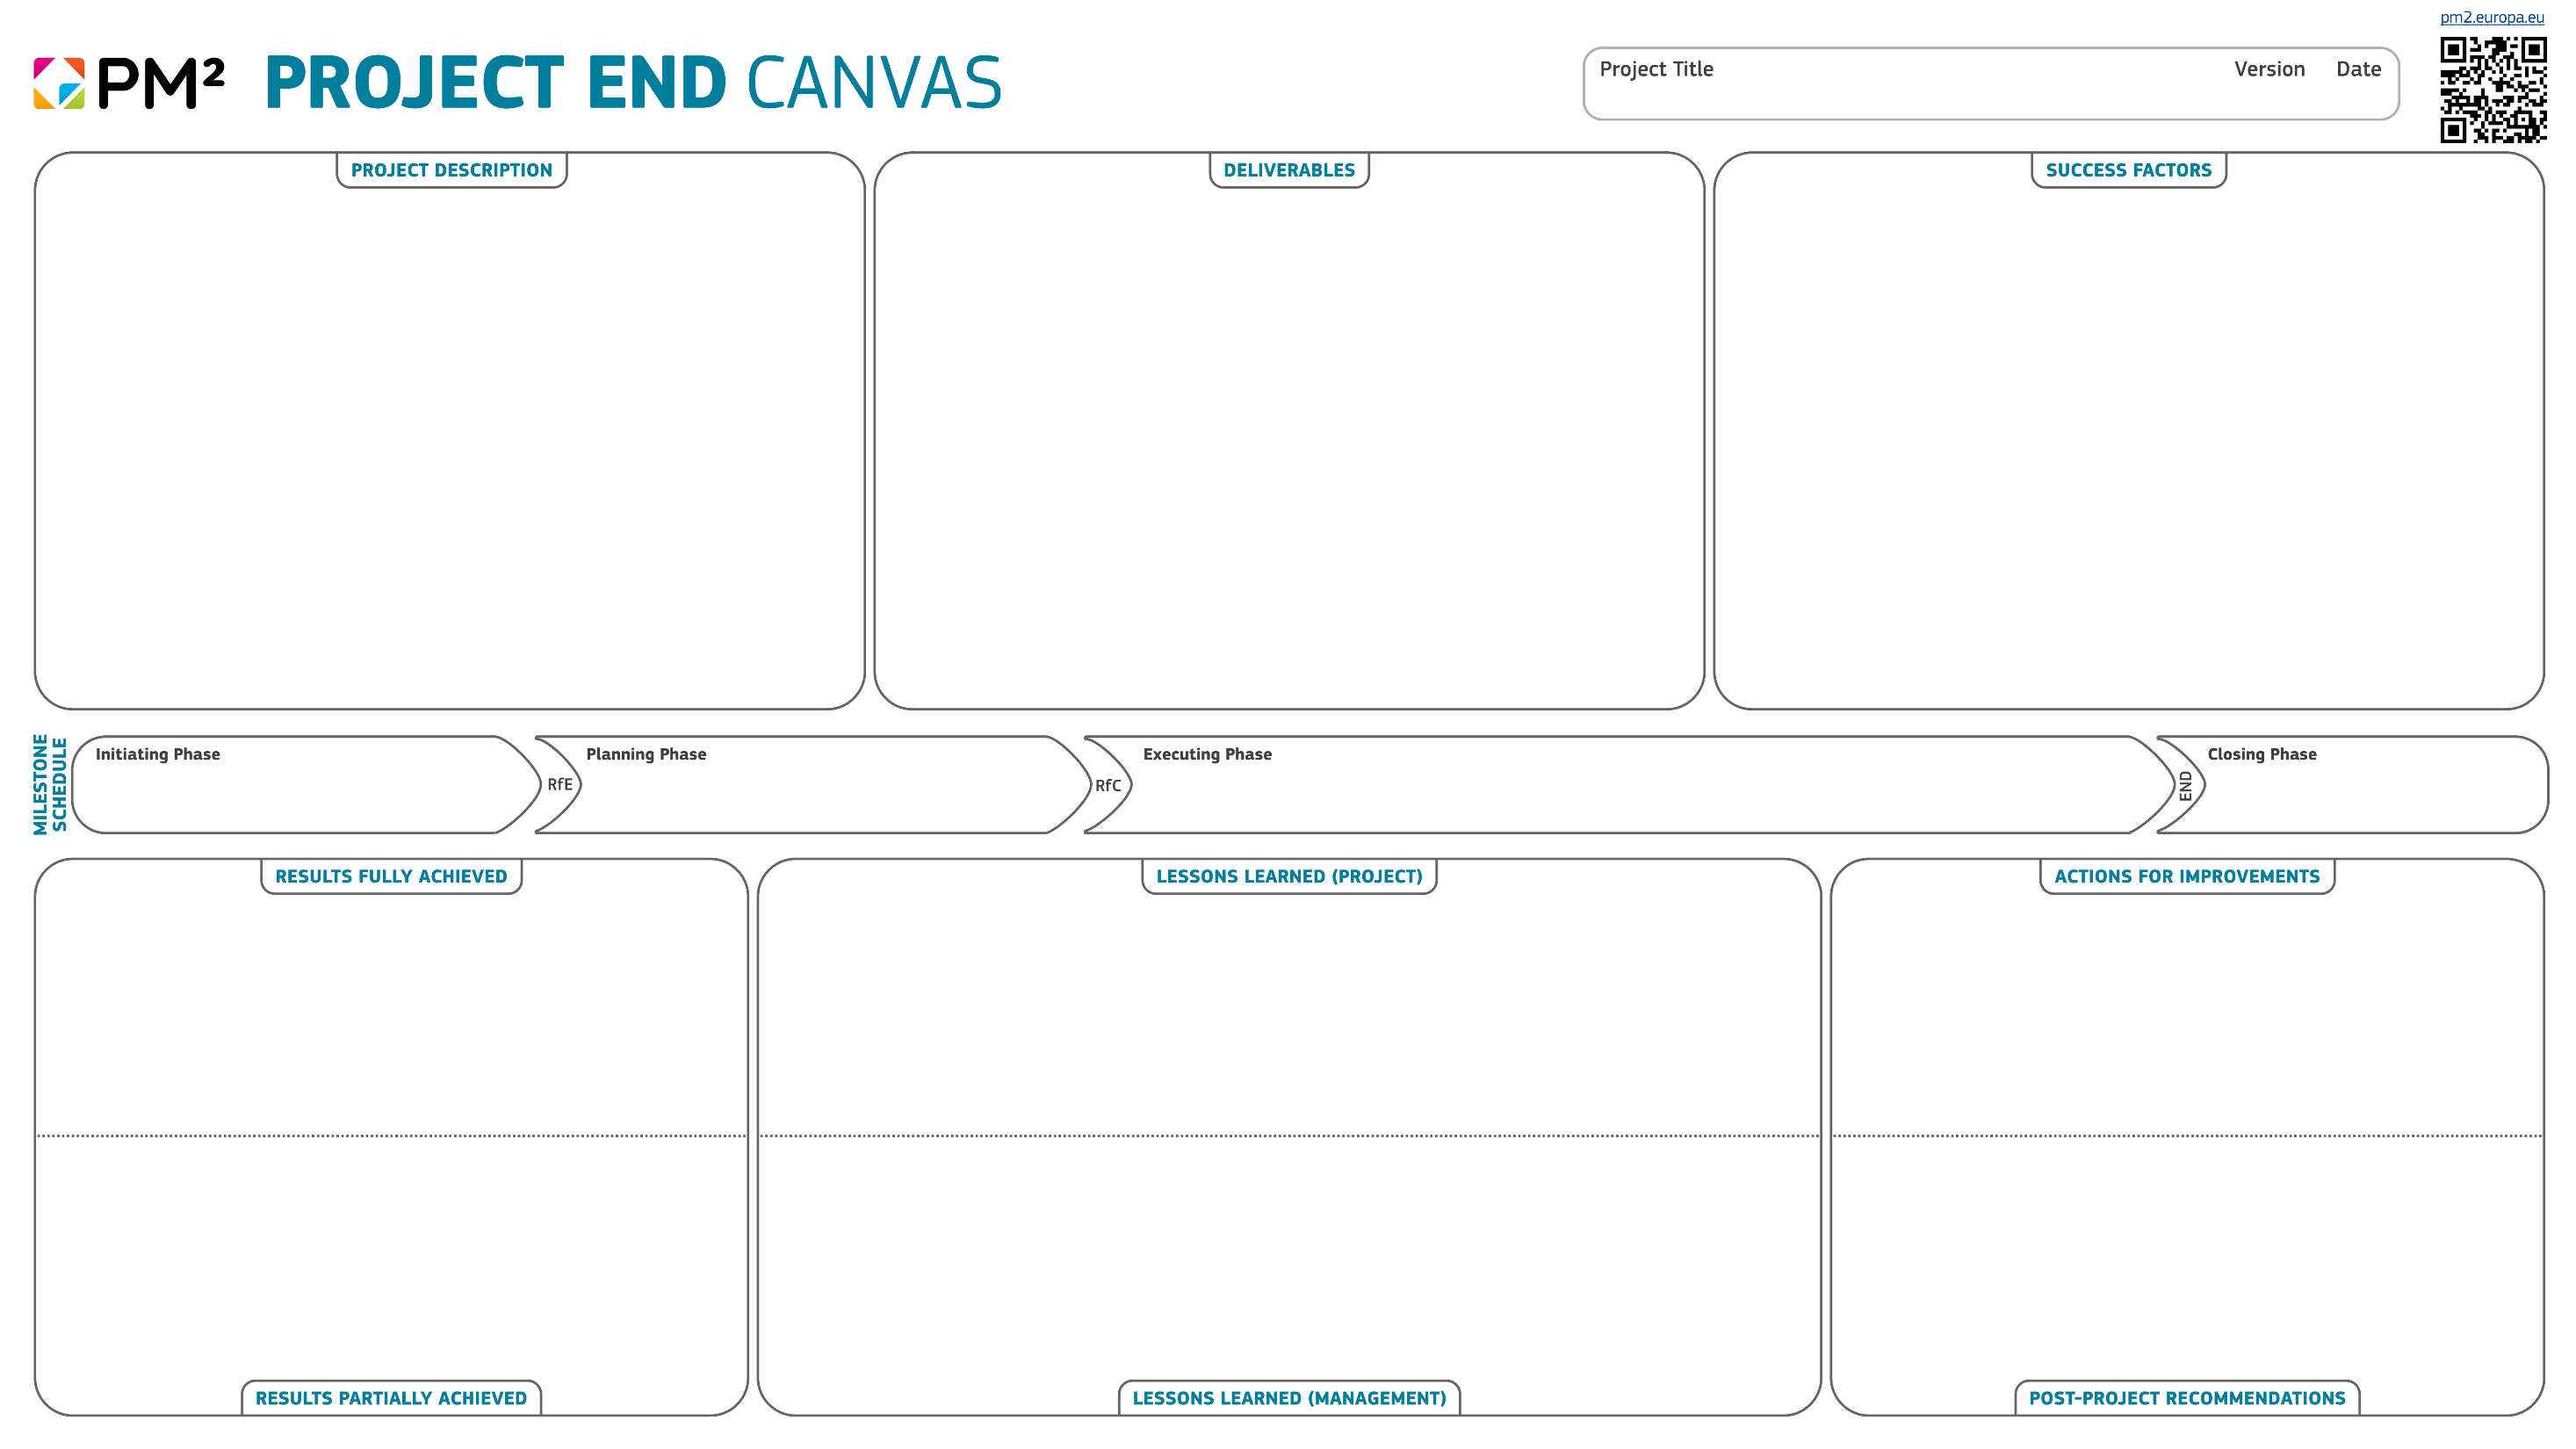 pm2.europa.eu
PM² PROJECT END CANVAS
Project Title Version Date
PROJECT DESCRIPTION
DELIVERABLES
SUCCESS FACTORS
MILESTONE
SCHEDULE
Initiating Phase
RfE
Planning Phase
RfC
Executing Phase
END
Closing Phase
RESULTS FULLY ACHIEVED
LESSONS LEARNED (PROJECT)
ACTIONS FOR IMPROVEMENTS
RESULTS PARTIALLY ACHIEVED
LESSONS LEARNED (MANAGEMENT)
POST-PROJECT RECOMMENDATIONS